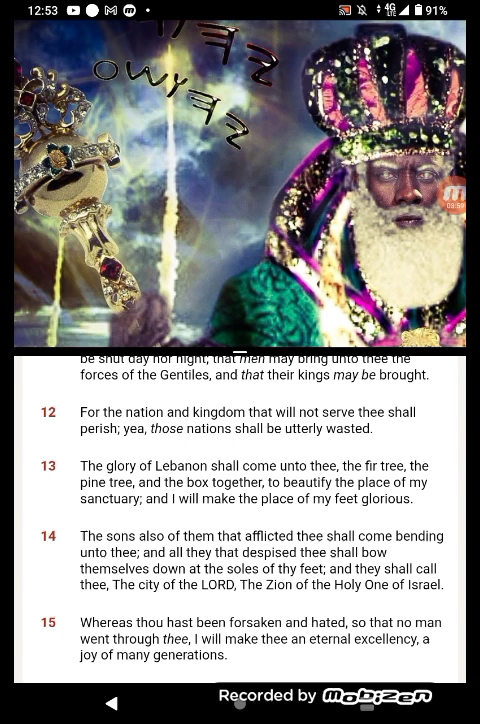 12:53 4G LTE 91%
𐤉𐤄𐤅𐤔𐤏
03:59
be shut day nor night; that men may bring unto thee the
forces of the Gentiles, and that their kings may be brought.
12 For the nation and kingdom that will not serve thee shall
perish; yea, those nations shall be utterly wasted.
13 The glory of Lebanon shall come unto thee, the fir tree, the
pine tree, and the box together, to beautify the place of my
sanctuary; and I will make the place of my feet glorious.
14 The sons also of them that afflicted thee shall come bending
unto thee; and all they that despised thee shall bow
themselves down at the soles of thy feet; and they shall call
thee, The city of the LORD, The Zion of the Holy One of Israel.
15 Whereas thou hast been forsaken and hated, so that no man
went through thee, I will make thee an eternal excellency, a
joy of many generations.
Recorded by Mobizen